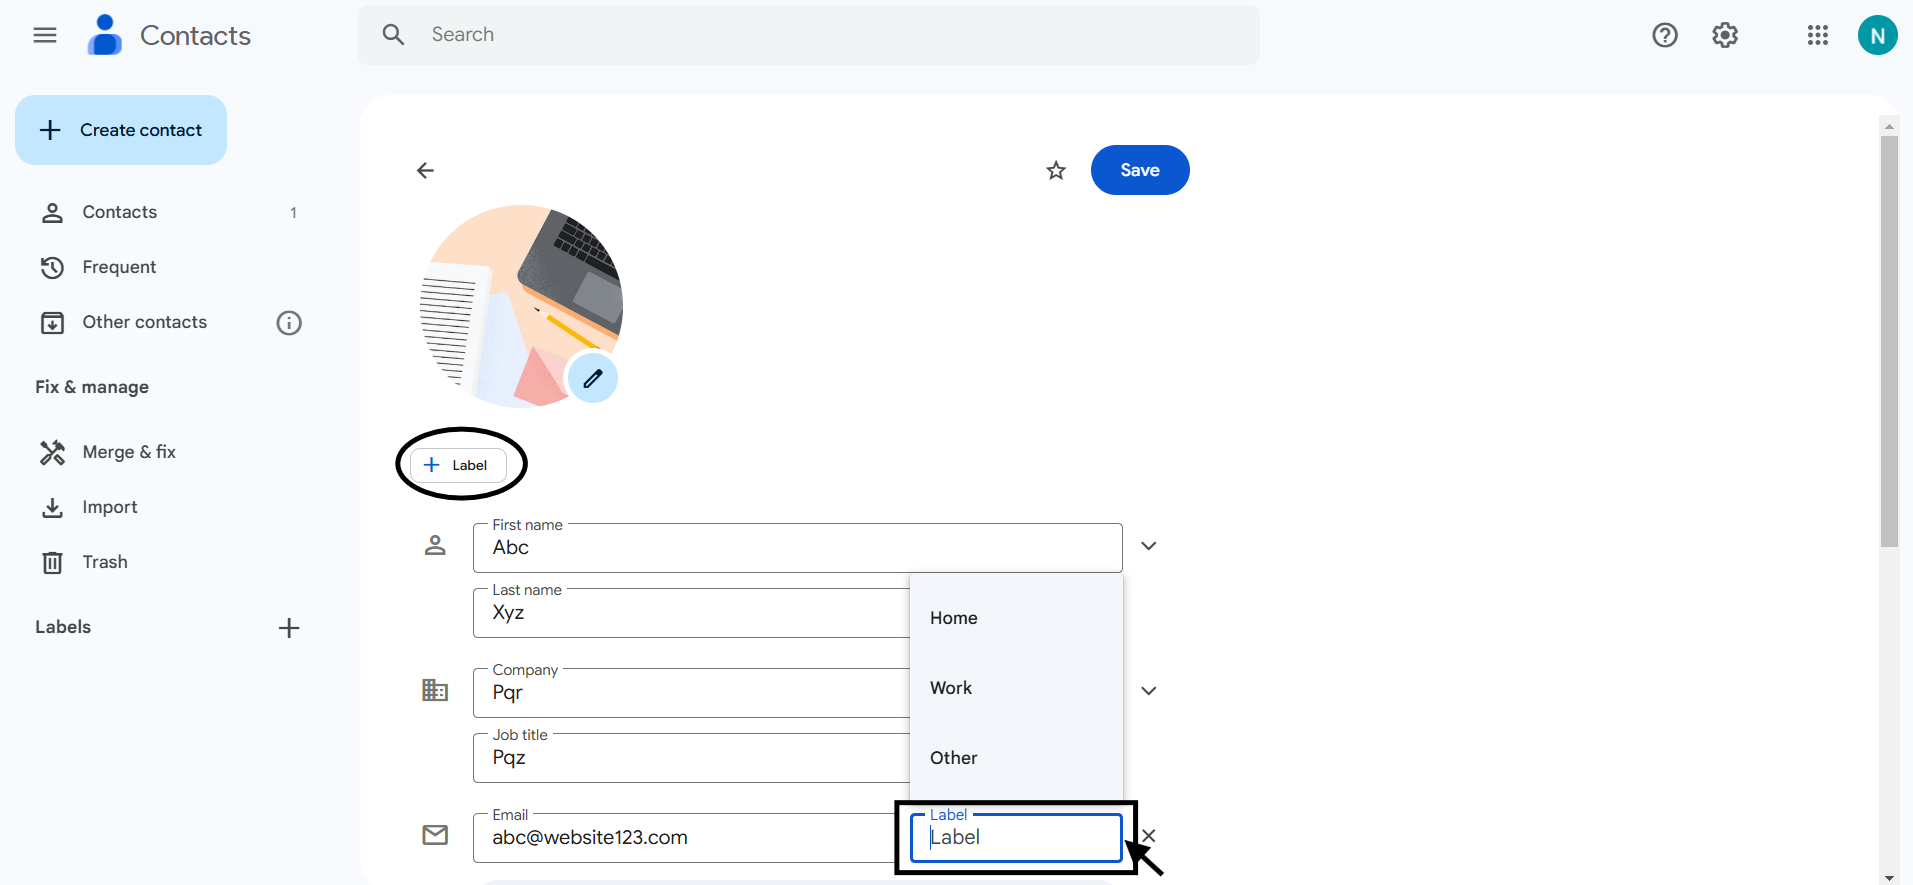 Contacts
Search
N
Create contact
Save
Contacts 1
Frequent
Other contacts
Fix & manage
Merge & fix
Import
Trash
Labels
Label
First name
Abc
Last name
Xyz
Company
Pqr
Job title
Pqz
Email
abc@website123.com
Home
Work
Other
Label
Label